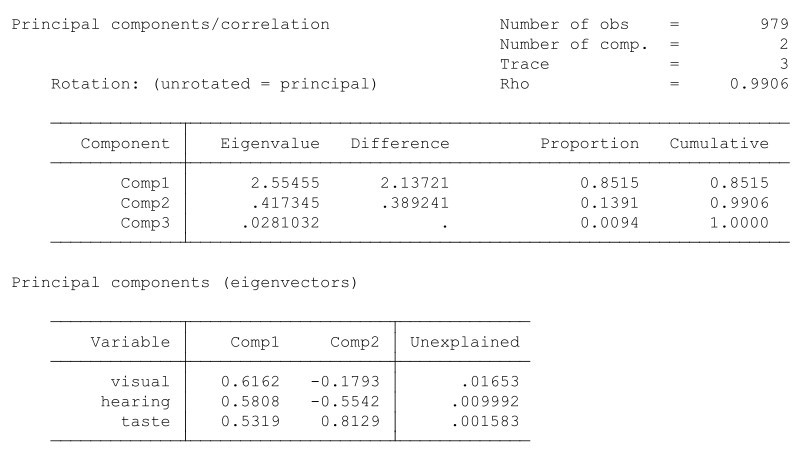 Principal components/correlation Number of obs = 979
Number of comp. = 2
Trace = 3
Rotation: (unrotated = principal) Rho = 0.9906
Component Eigenvalue Difference Proportion Cumulative
Comp1 2.55455 2.13721 0.8515 0.8515
Comp2 .417345 .389241 0.1391 0.9906
Comp3 .0281032 . 0.0094 1.0000
Principal components (eigenvectors)
Variable Comp1 Comp2 Unexplained
visual 0.6162 -0.1793 .01653
hearing 0.5808 -0.5542 .009992
taste 0.5319 0.8129 .001583